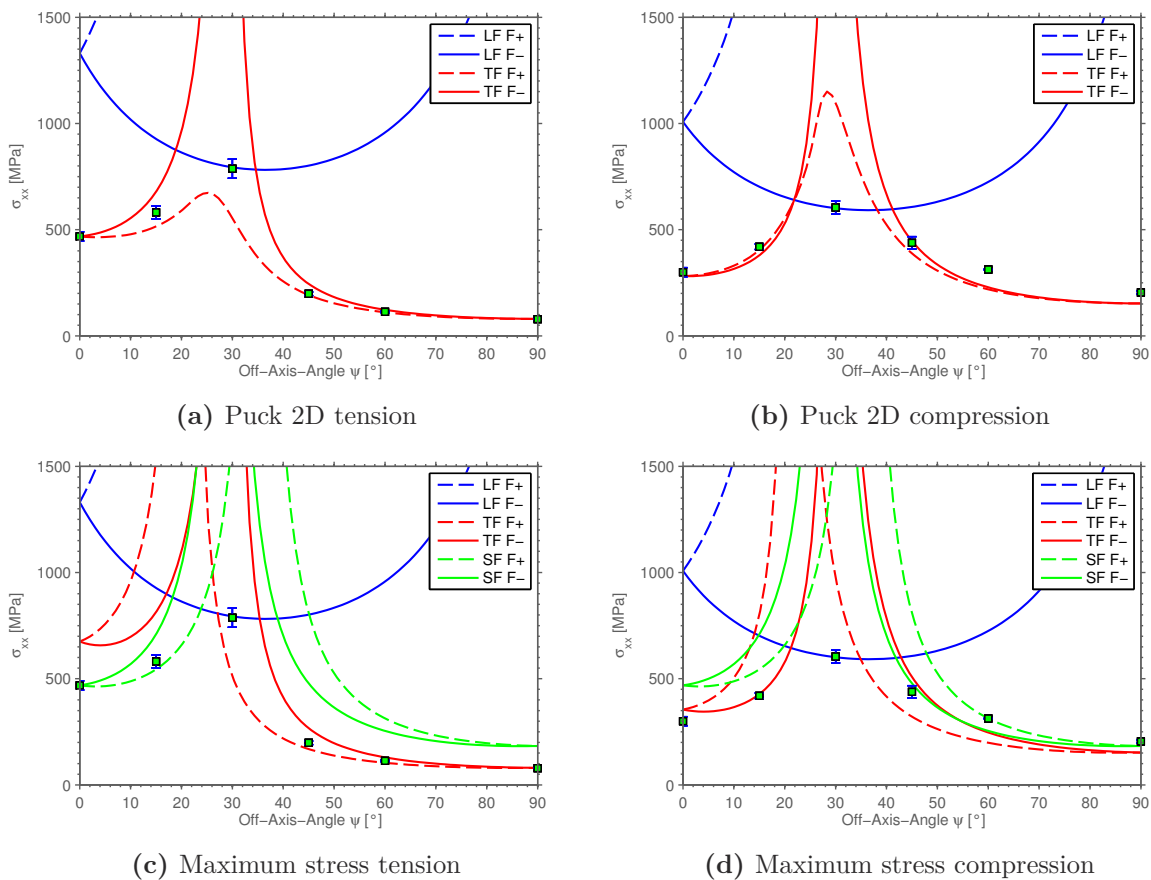 1500
1000
500
0
σxx [MPa]
0 10 20 30 40 50 60 70 80 90
Off−Axis−Angle ψ [°]
LF F+
LF F−
TF F+
TF F−
(a) Puck 2D tension
1500
1000
500
0
σxx [MPa]
0 10 20 30 40 50 60 70 80 90
Off−Axis−Angle ψ [°]
LF F+
LF F−
TF F+
TF F−
(b) Puck 2D compression
1500
1000
500
0
σxx [MPa]
0 10 20 30 40 50 60 70 80 90
Off−Axis−Angle ψ [°]
LF F+
LF F−
TF F+
TF F−
SF F+
SF F−
(c) Maximum stress tension
1500
1000
500
0
σxx [MPa]
0 10 20 30 40 50 60 70 80 90
Off−Axis−Angle ψ [°]
LF F+
LF F−
TF F+
TF F−
SF F+
SF F−
(d) Maximum stress compression